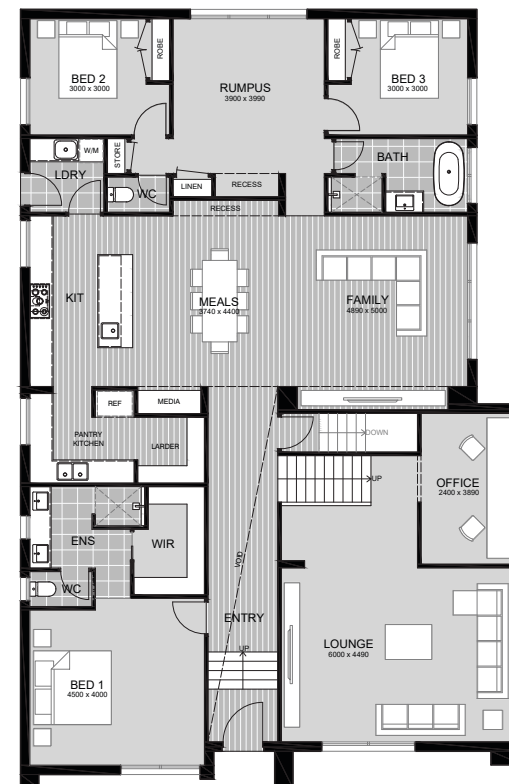 BED 2
3000 x 3000
ROBE
RUMPUS
3900 x 3990
ROBE
BED 3
3000 x 3000
W/M
STORE
BATH
LDRY
WC
LINEN
RECESS
RECESS
KIT
MEALS
3740 x 4400
FAMILY
4890 x 5000
REF
MEDIA
PANTRY
KITCHEN
LARDER
DOWN
UP
OFFICE
2400 x 3890
ENS
WIR
WC
VOID
ENTRY
UP
LOUNGE
6000 x 4490
BED 1
4500 x 4000